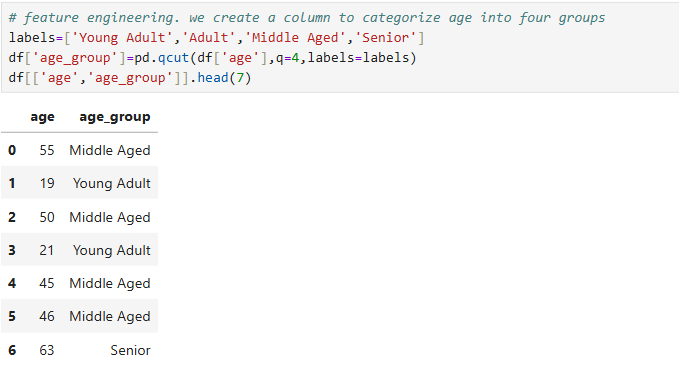 # feature engineering. we create a column to categorize age into four groups
labels=['Young Adult','Adult','Middle Aged','Senior']
df['age_group']=pd.qcut(df['age'],q=4,labels=labels)
df[['age','age_group']].head(7)
age age_group
0 55 Middle Aged
1 19 Young Adult
2 50 Middle Aged
3 21 Young Adult
4 45 Middle Aged
5 46 Middle Aged
6 63 Senior